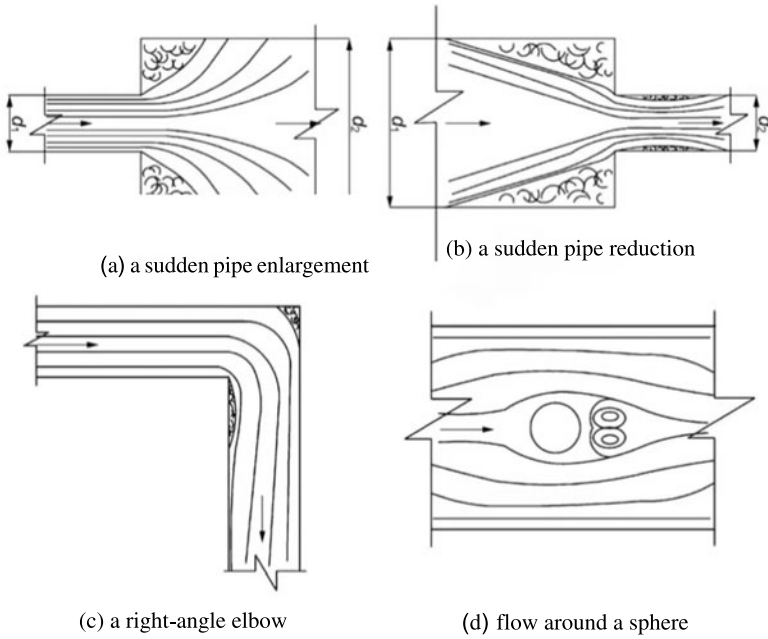 d₁
d₂
d₁
d₂
(a) a sudden pipe enlargement
(b) a sudden pipe reduction
(c) a right-angle elbow
(d) flow around a sphere